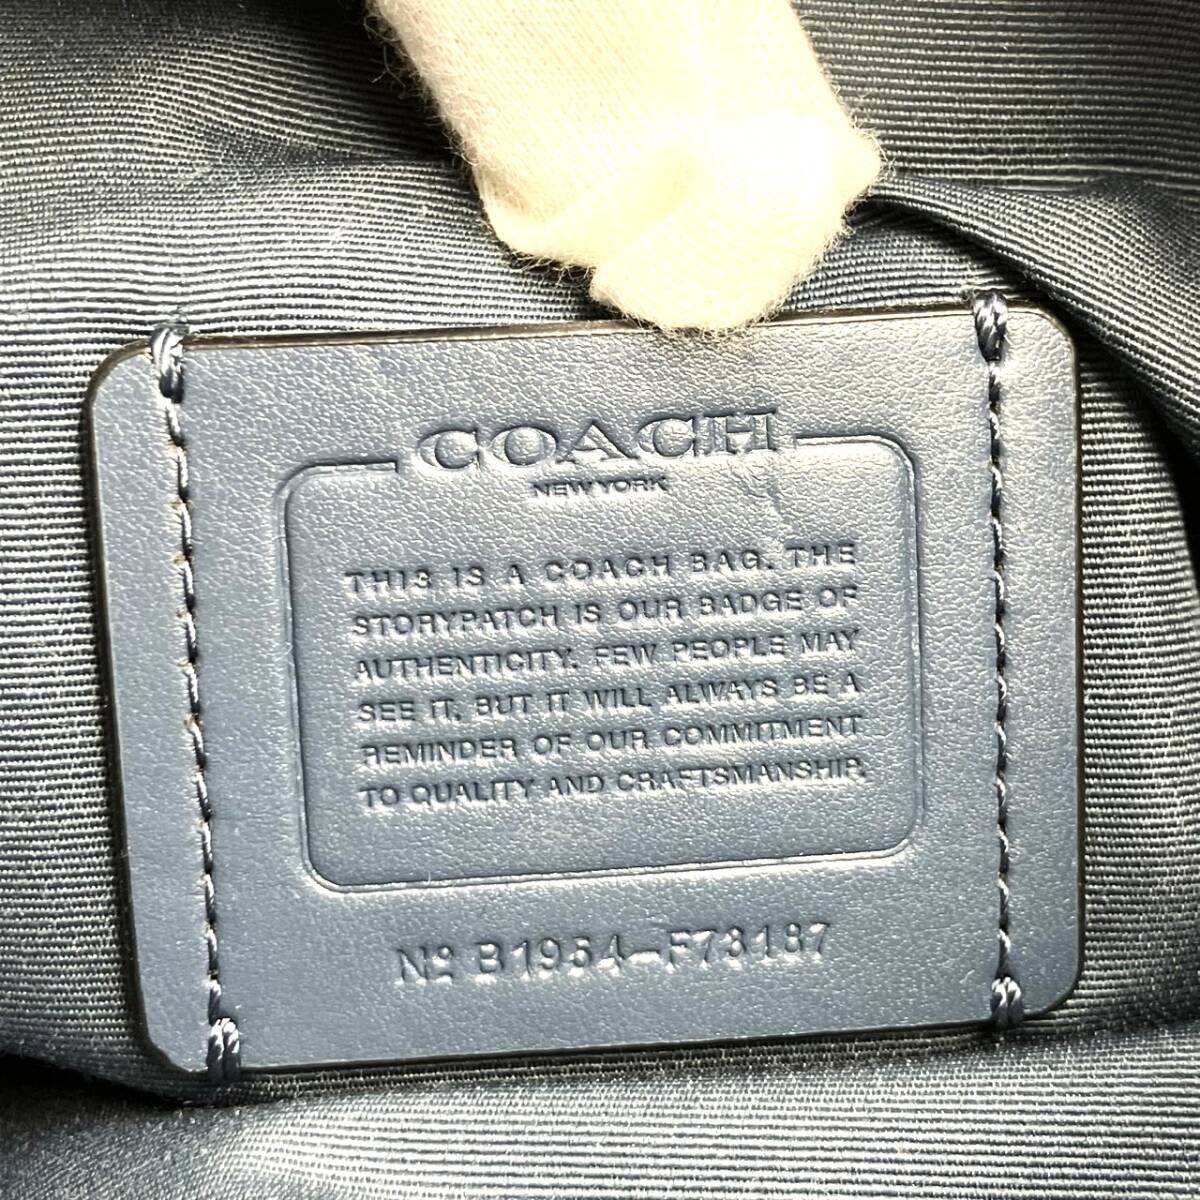 COACH
NEW YORK
THIS IS A COACH BAG. THE
STORYPATCH IS OUR BADGE OF
AUTHENTICITY. FEW PEOPLE MAY
SEE IT, BUT IT WILL ALWAYS BE A
REMINDER OF OUR COMMITMENT
TO QUALITY AND CRAFTSMANSHIP.
Nº B1954-F73187